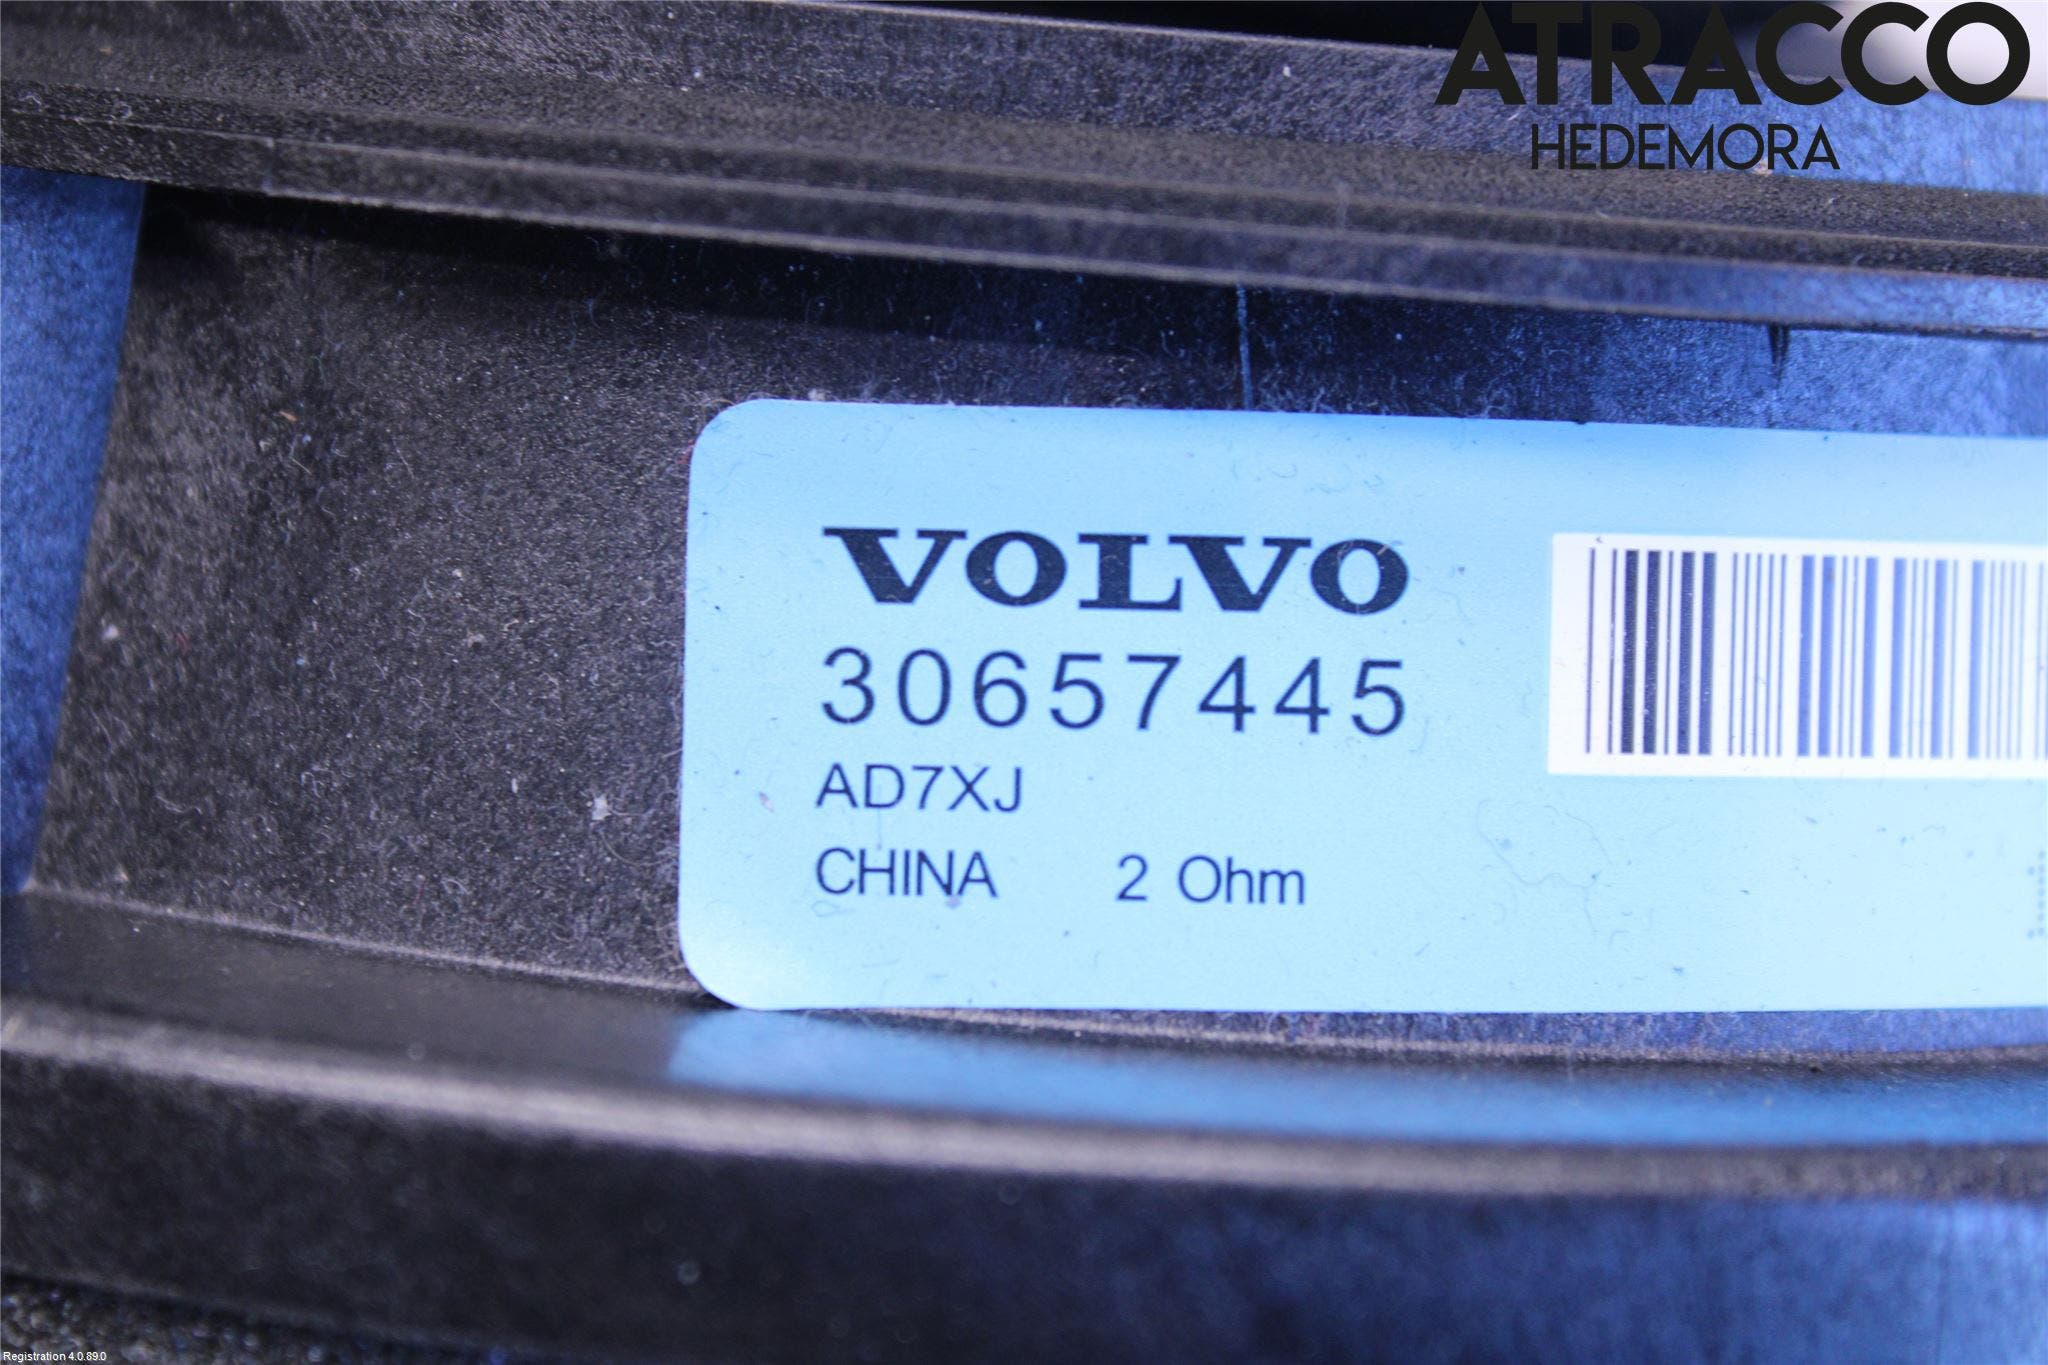 ATRACCO
HEDEMORA
VOLVO
30657445
AD7XJ
CHINA 2 Ohm
Registration 4.0.89.0